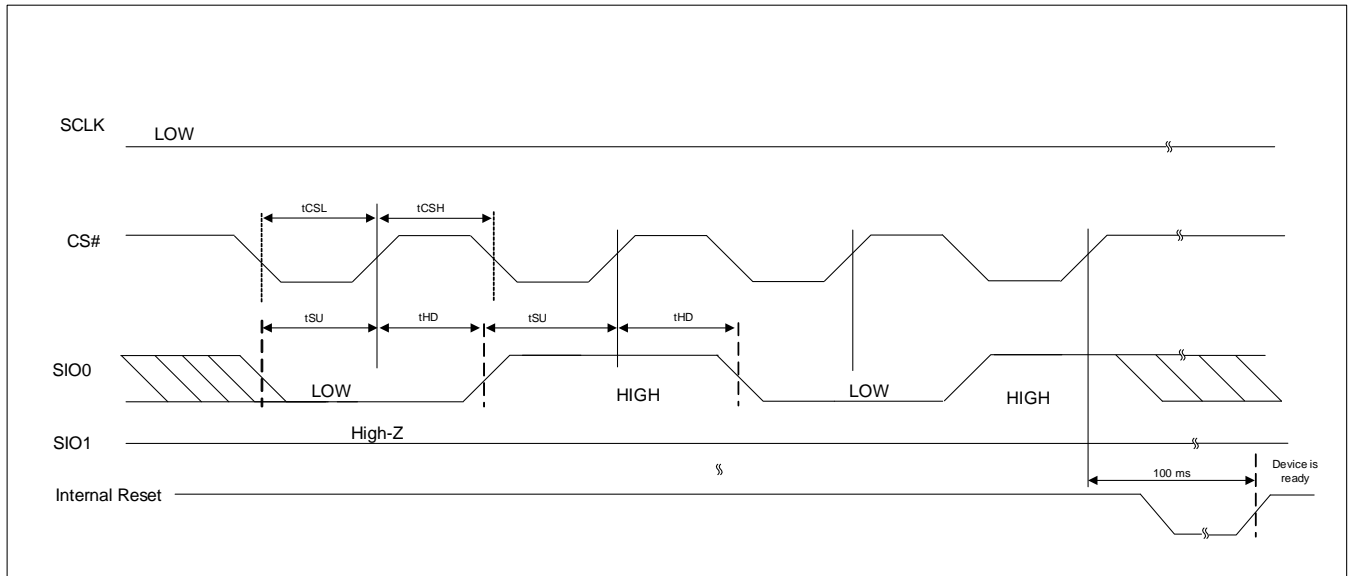 SCLK
LOW
tCSL
tCSH
CS#
tSU
tHD
tSU
tHD
SIO0
LOW
HIGH
LOW
HIGH
High-Z
SIO1
100 ms
Device is
ready
Internal Reset